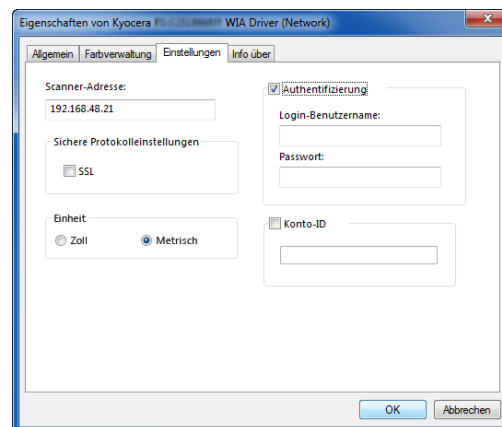 Eigenschaften von Kyocera WIA Driver (Network)
Allgemein Farbverwaltung Einstellungen Info über
Scanner-Adresse:
192.168.48.21
Sichere Protokolleinstellungen
SSL
Einheit
Zoll Metrisch
Authentifizierung
Login-Benutzername:
Passwort:
Konto-ID
OK Abbrechen